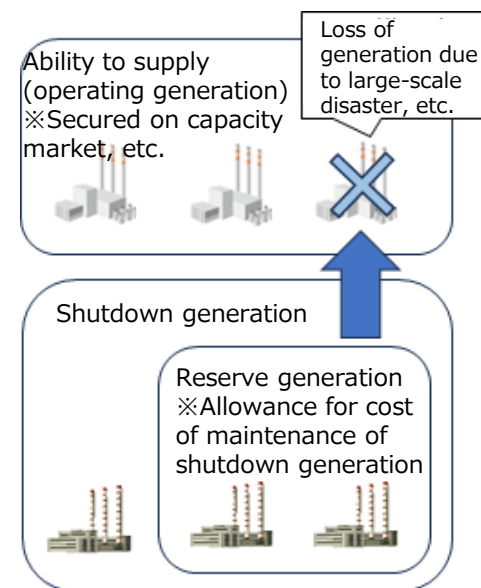 Loss of
generation due
to large-scale
disaster, etc.
Ability to supply
(operating generation)
※Secured on capacity
market, etc.
Shutdown generation
Reserve generation
※Allowance for cost
of maintenance of
shutdown generation